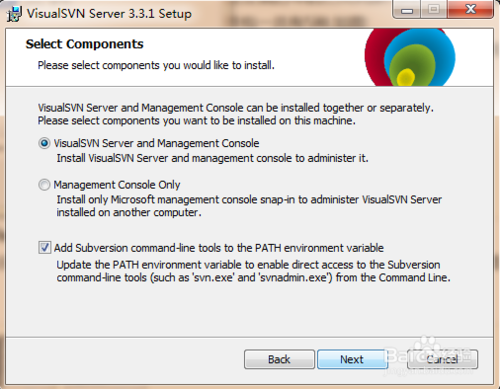 VisualSVN Server 3.3.1 Setup
Select Components
Please select components you would like to install.
VisualSVN Server and Management Console can be installed together or separately.
Please select components you want to be installed on this machine.
VisualSVN Server and Management Console
Install VisualSVN Server and management console to administer it.
Management Console Only
Install only Microsoft management console snap-in to administer VisualSVN Server
installed on another computer.
Add Subversion command-line tools to the PATH environment variable
Update the PATH environment variable to enable direct access to the Subversion
command-line tools (such as 'svn.exe' and 'svnadmin.exe') from the Command Line.
Back
Next
Cancel